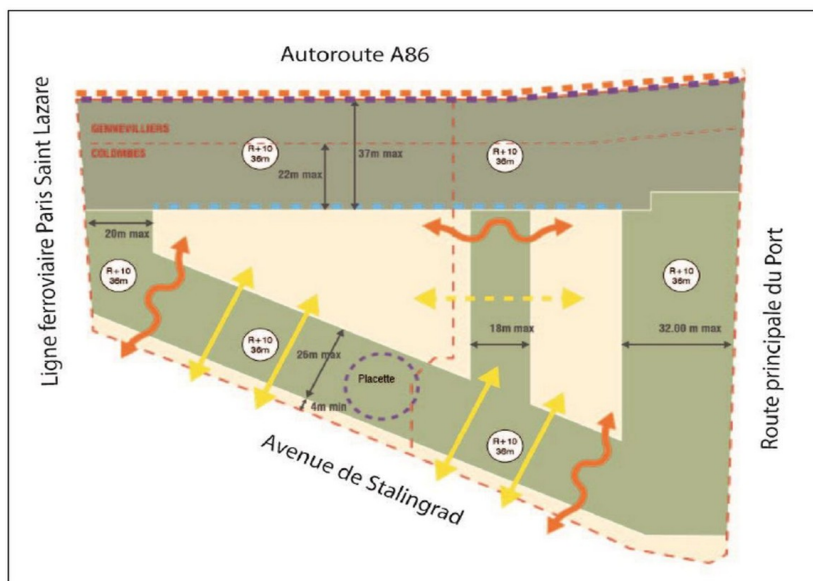 Autoroute A86
GENNEVILLIERS
COLOMBES
R+10
36m
22m max
37m max
R+10
36m
20m max
R+10
36m
R+10
36m
26m max
Placette
4m min
18m max
R+10
36m
32.00 m max
R+10
36m
Ligne ferroviaire Paris Saint Lazare
Avenue de Stalingrad
Route principale du Port